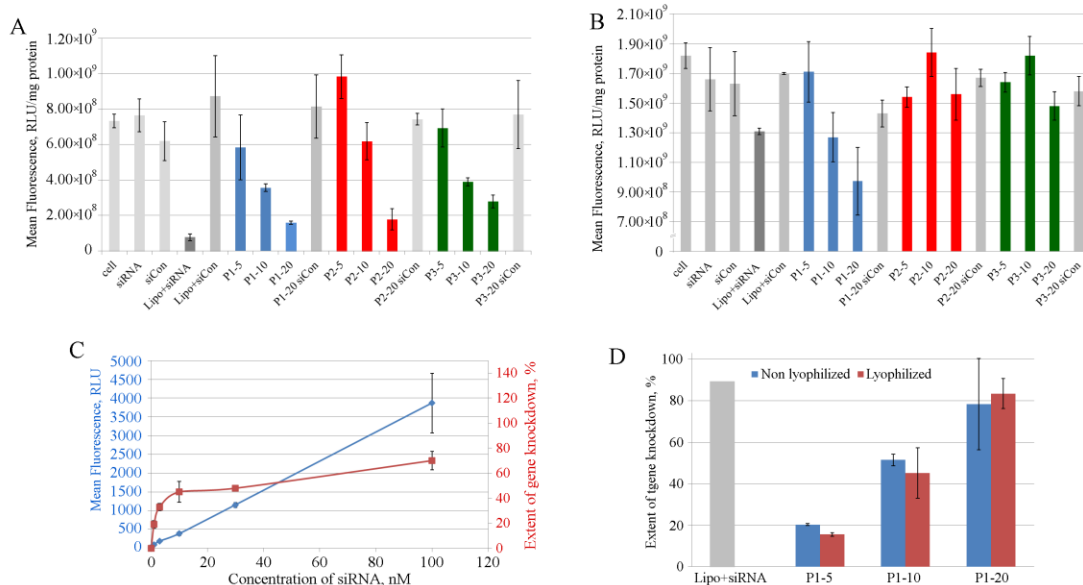 A
Mean Fluorescence, RLU/mg protein
1.20×10⁹
1.00×10⁹
8.00×10⁸
6.00×10⁸
4.00×10⁸
2.00×10⁸
0
cell
siRNA
siCon
Lipo+siRNA
Lipo+siCon
P1-5
P1-10
P1-20
P1-20 siCon
P2-5
P2-10
P2-20
P2-20 siCon
P3-5
P3-10
P3-20
P3-20 siCon
B
Mean Fluorescence, RLU/mg protein
2.10×10⁹
1.90×10⁹
1.70×10⁹
1.50×10⁹
1.30×10⁹
1.10×10⁹
9.00×10⁸
7.00×10⁸
0
cell
siRNA
siCon
Lipo+siRNA
Lipo+siCon
P1-5
P1-10
P1-20
P1-20 siCon
P2-5
P2-10
P2-20
P2-20 siCon
P3-5
P3-10
P3-20
P3-20 siCon
C
Mean Fluorescence, RLU
5000
4500
4000
3500
3000
2500
2000
1500
1000
500
0
140
120
100
80
60
40
20
0
Extent of gene knockdown, %
0 20 40 60 80 100 120
Concentration of siRNA, nM
D
Extent of tgene knockdown, %
100
80
60
40
20
0
Non lyophilized
Lyophilized
Lipo+siRNA
P1-5
P1-10
P1-20